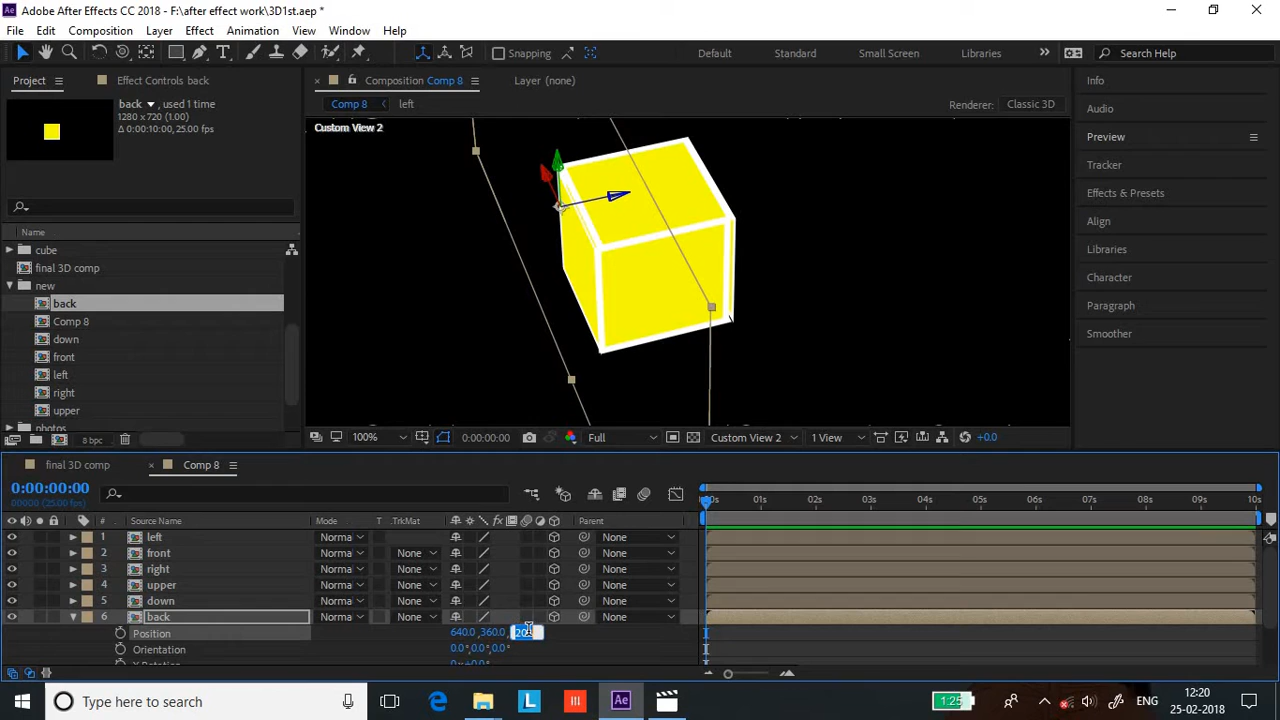 Adobe After Effects CC 2018 - F:\after effect work\3D1st.aep *
File Edit Composition Layer Effect Animation View Window Help
Snapping Default Standard Small Screen Libraries Search Help
Project Effect Controls back Composition Comp 8 Layer (none) Info
back , used 1 time
1280 x 720 (1.00)
Δ 0:00:10:00, 25.00 fps
Comp 8 left Renderer: Classic 3D
Custom View 2
Audio
Preview
Tracker
Effects & Presets
Align
Libraries
Character
Paragraph
Smoother
Name
cube
final 3D comp
new
back
Comp 8
down
front
left
right
upper
photos
8 bpc 100% 0:00:00:00 Full Custom View 2 1 View +0.0
final 3D comp Comp 8
0:00:00:00
00000 (25.00 fps)
00s 01s 02s 03s 04s 05s 06s 07s 08s 09s 10s
# Source Name Mode T .TrkMat Parent
1 left Norma None
2 front Norma None None
3 right Norma None None
4 upper Norma None None
5 down Norma None None
6 back Norma None None
Position 640.0 ,360.0 ,
Orientation 0.0 °,0.0 °,0.0 °
Type here to search 1:25 ENG 12:20
25-02-2018